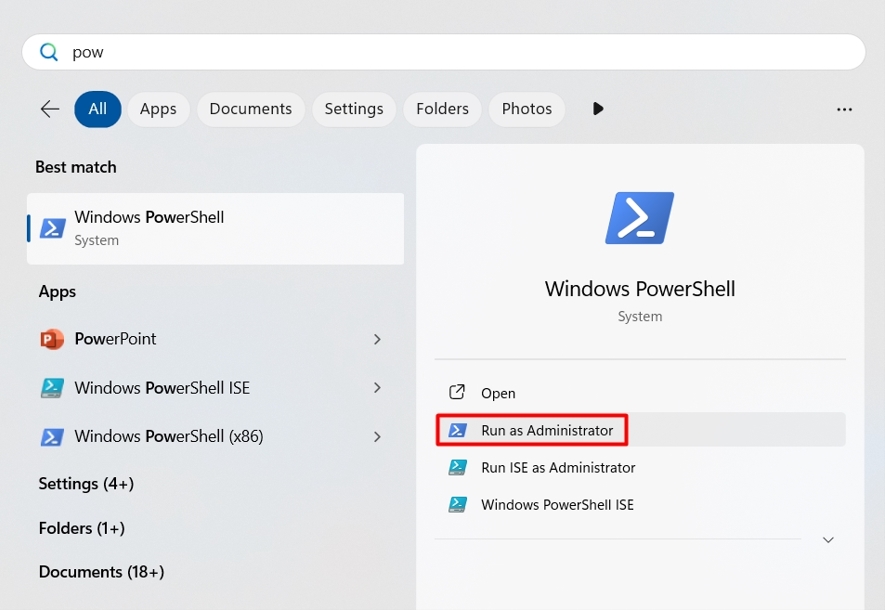 pow
All
Apps
Documents
Settings
Folders
Photos
Best match
Windows PowerShell
System
Apps
PowerPoint
Windows PowerShell ISE
Windows PowerShell (x86)
Settings (4+)
Folders (1+)
Documents (18+)
Windows PowerShell
System
Open
Run as Administrator
Run ISE as Administrator
Windows PowerShell ISE